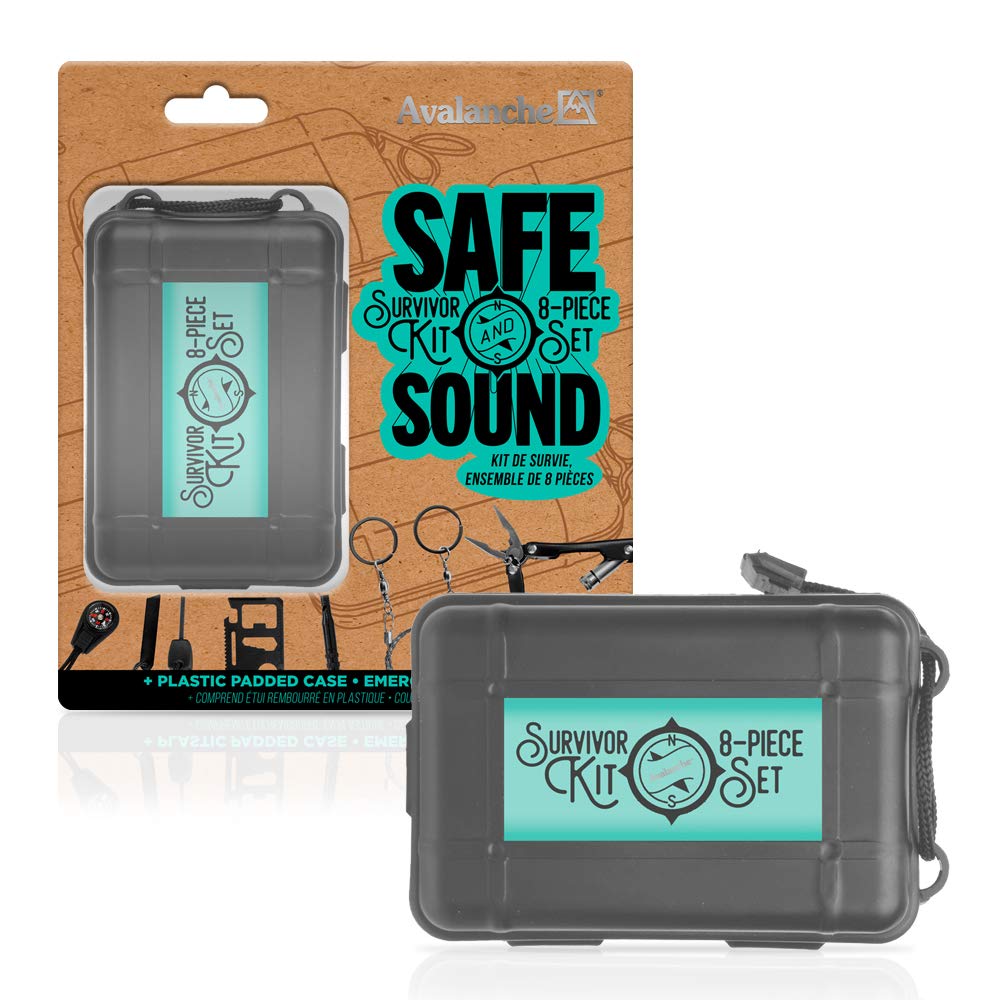 Avalanche®
SAFE
SURVIVOR N 8-PIECE
KIT AND SET
S
SOUND
KIT DE SURVIE,
ENSEMBLE DE 8 PIÈCES
SURVIVOR N 8-PIECE
KIT S SET
+ PLASTIC PADDED CASE • EMERG
+ COMPREND ÉTUI REMBOURRÉ EN PLASTIQUE • COU
SURVIVOR N 8-PIECE
KIT Avalanche SET
S